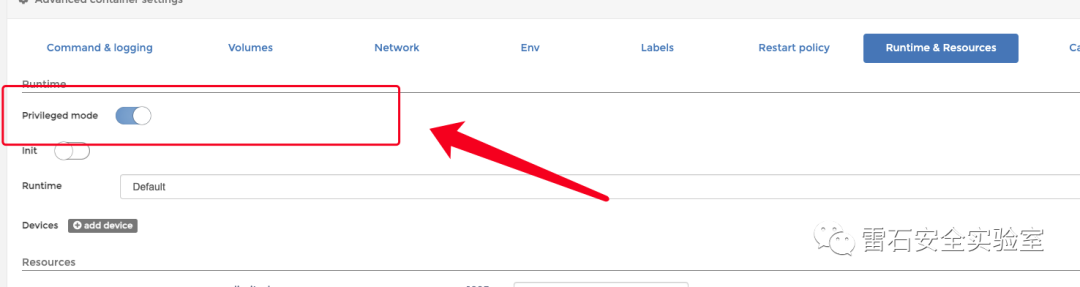 Advanced container settings
Command & logging Volumes Network Env Labels Restart policy Runtime & Resources Ca
Runtime
Privileged mode
Init
Runtime Default
Devices add device
雷石安全实验室
Resources